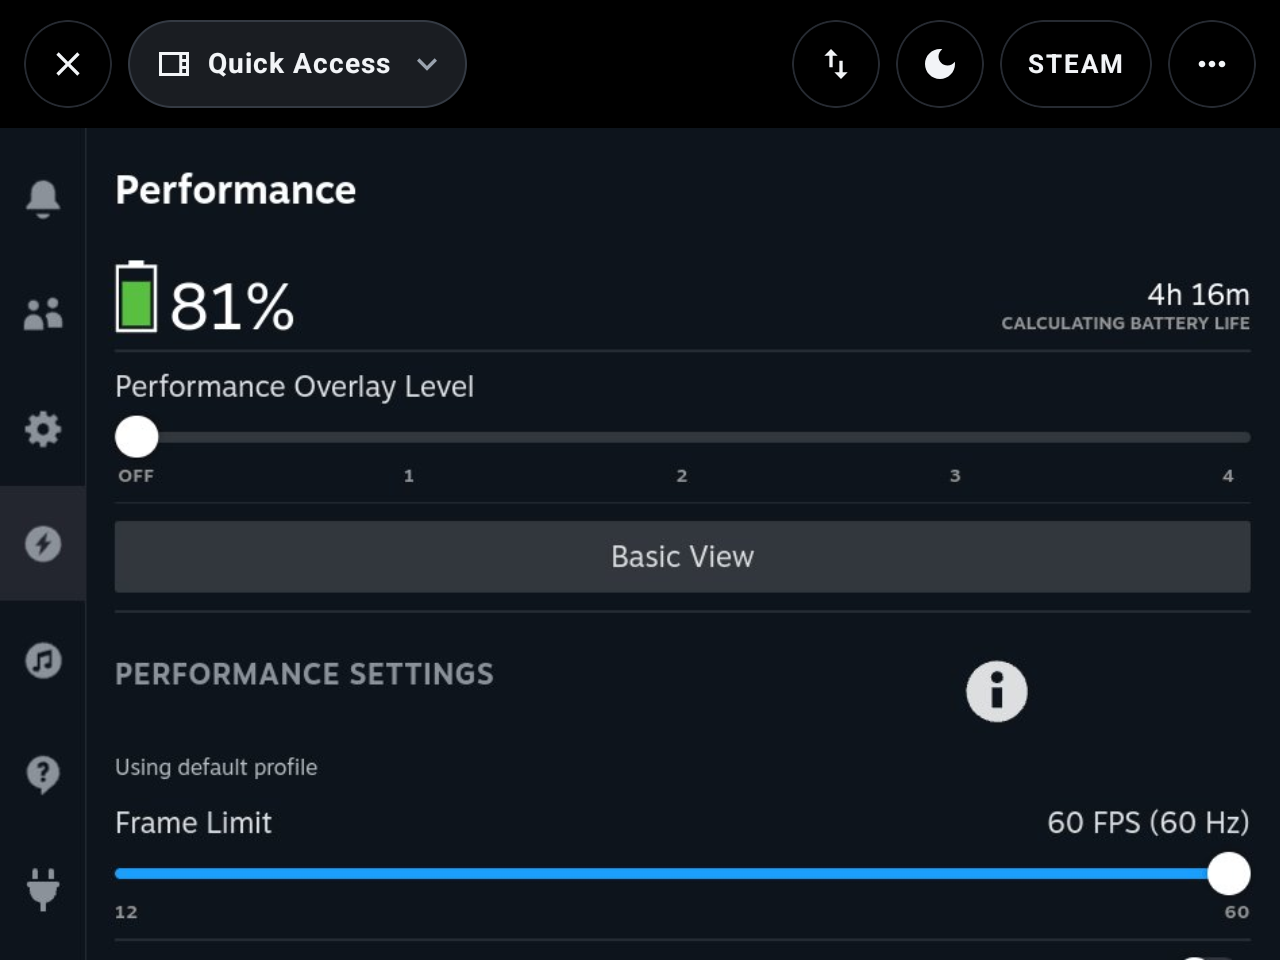 Quick Access
STEAM
Performance
81%
4h 16m
CALCULATING BATTERY LIFE
Performance Overlay Level
OFF 1 2 3 4
Basic View
PERFORMANCE SETTINGS
Using default profile
Frame Limit
60 FPS (60 Hz)
12 60